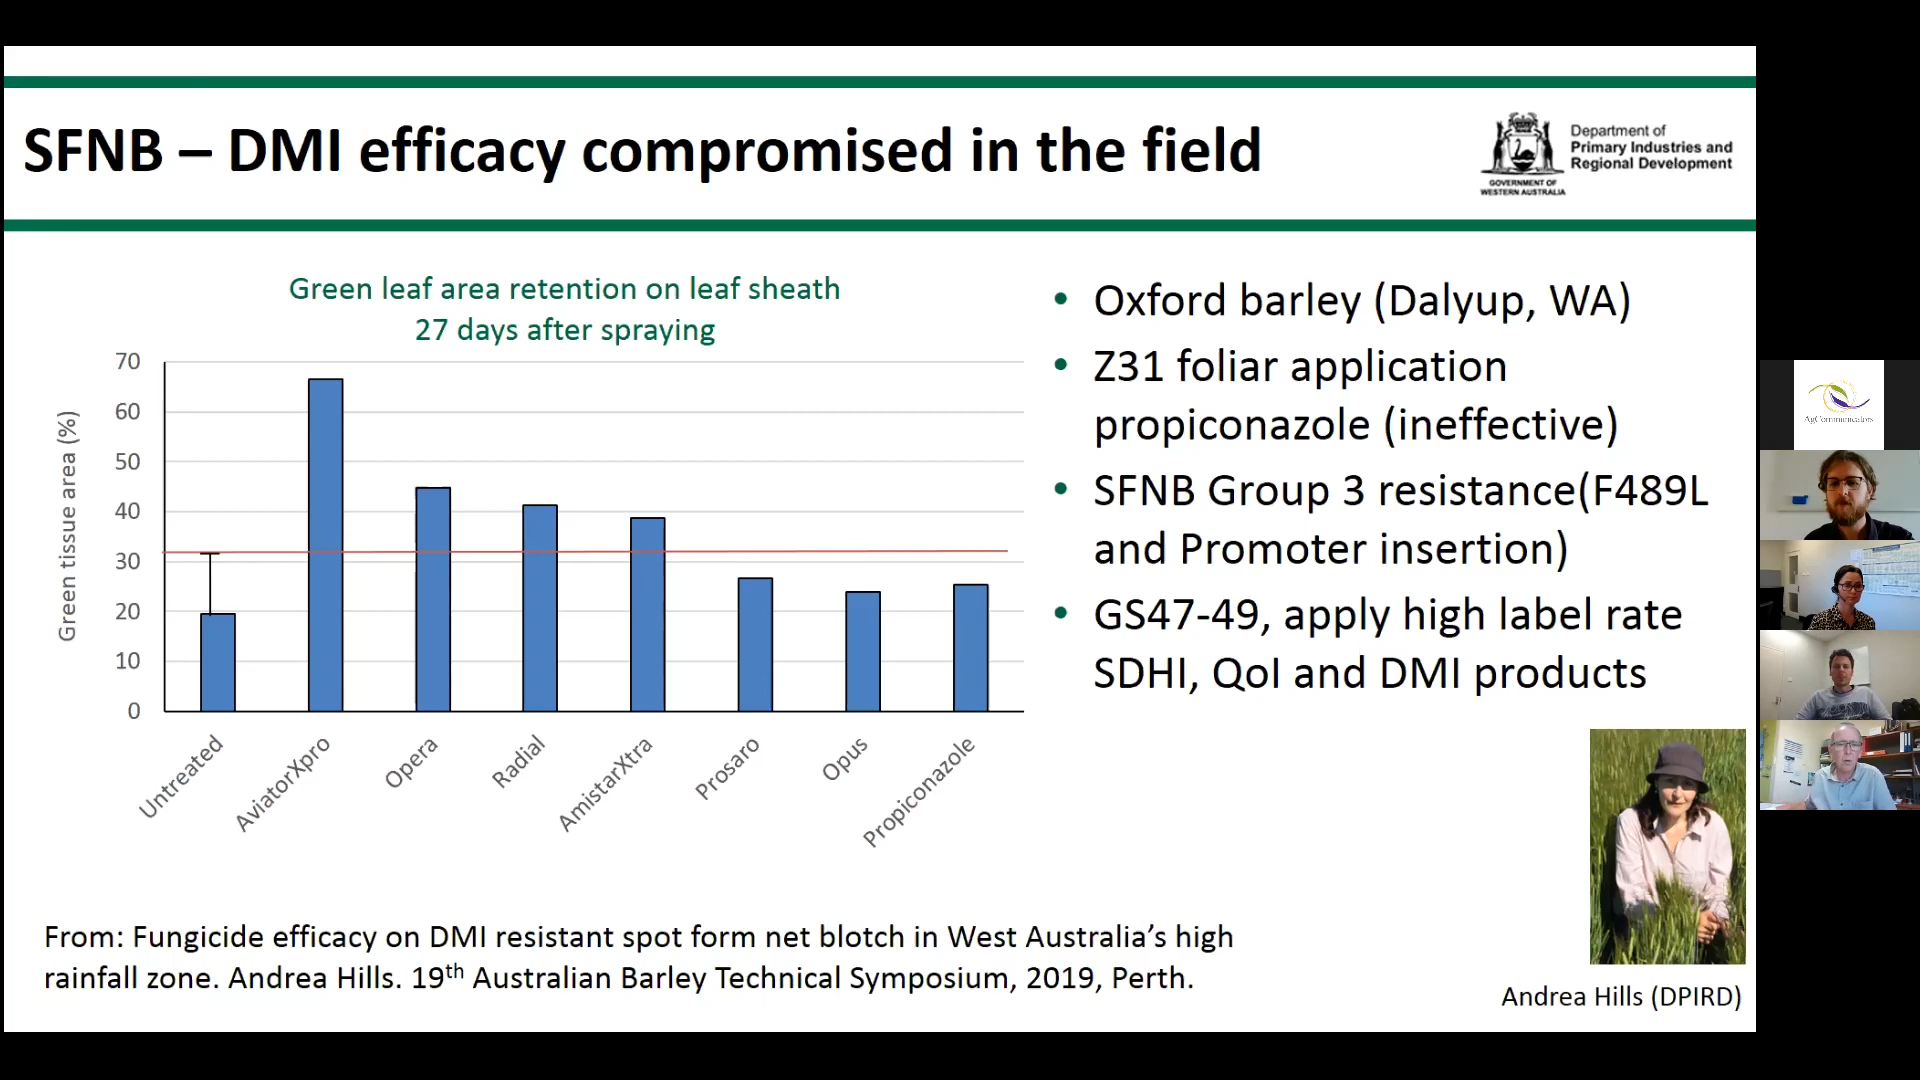 SFNB – DMI efficacy compromised in the field
Department of
Primary Industries and
Regional Development
GOVERNMENT OF
WESTERN AUSTRALIA
Green leaf area retention on leaf sheath
27 days after spraying
Green tissue area (%)
70
60
50
40
30
20
10
0
Untreated
AviatorXpro
Opera
Radial
AmistarXtra
Prosaro
Opus
Propiconazole
• Oxford barley (Dalyup, WA)
• Z31 foliar application
propiconazole (ineffective)
• SFNB Group 3 resistance(F489L
and Promoter insertion)
• GS47-49, apply high label rate
SDHI, QoI and DMI products
From: Fungicide efficacy on DMI resistant spot form net blotch in West Australia’s high
rainfall zone. Andrea Hills. 19th Australian Barley Technical Symposium, 2019, Perth.
Andrea Hills (DPIRD)
AgCommunicators